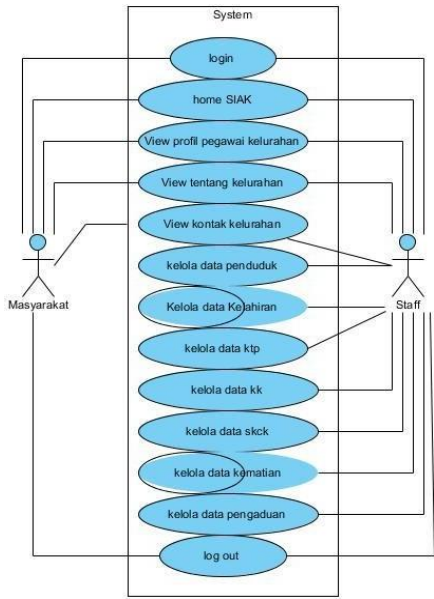 System
login
home SIAK
View profil pegawai kelurahan
View tentang kelurahan
View kontak kelurahan
kelola data penduduk
Masyarakat
Staff
Kelola data Kelahiran
kelola data ktp
kelola data kk
kelola data skck
kelola data kematian
kelola data pengaduan
log out